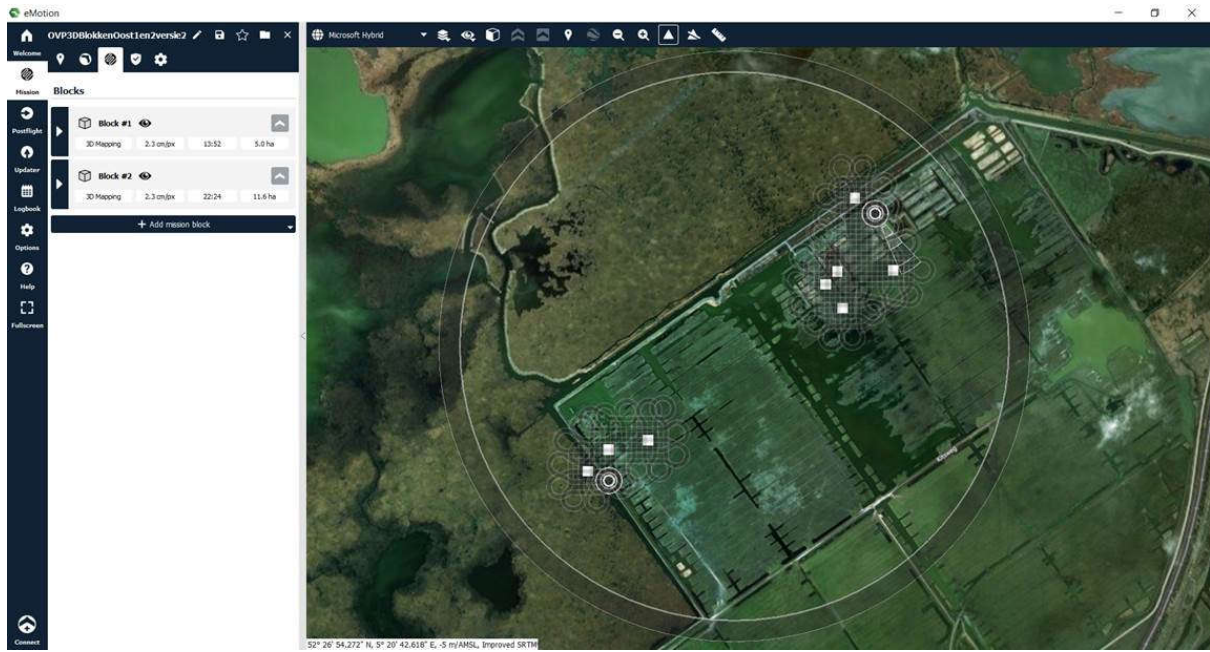 eMotion
Welcome
Mission
Postflight
Updater
Logbook
Options
Help
Fullscreen
Connect
OVP3DBlokkenOost1en2versie2
Blocks
Block #1
3D Mapping 2.3 cm/px 13:52 5.0 ha
Block #2
3D Mapping 2.3 cm/px 22:24 11.6 ha
+ Add mission block
Microsoft Hybrid
52° 26' 54,272" N, 5° 20' 42,618" E, -5 m/AMSL, Improved SRTM